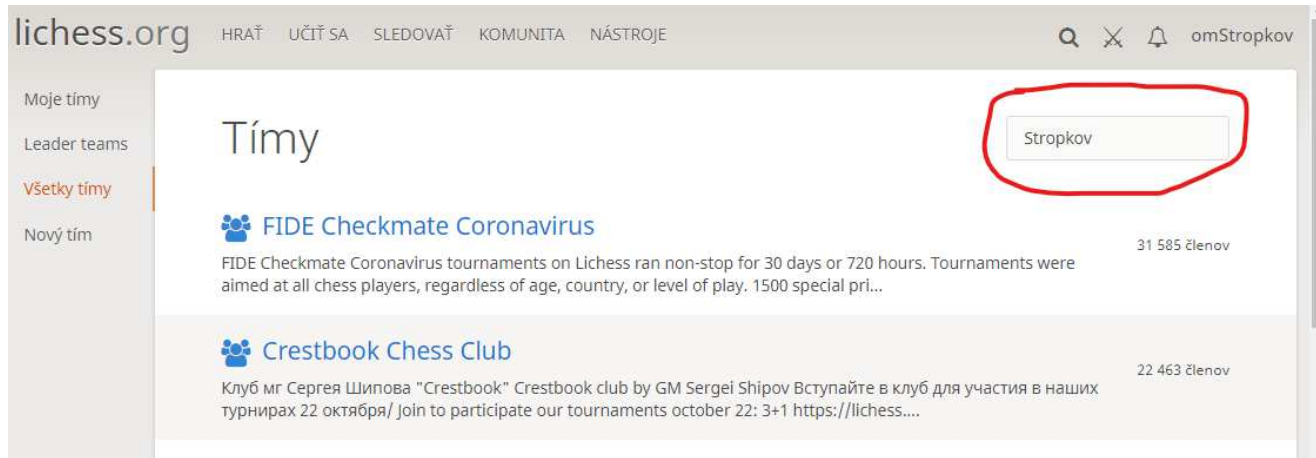 lichess.org HRAŤ UČIŤ SA SLEDOVAŤ KOMUNITA NÁSTROJE omStropkov
Moje tímy
Leader teams
Všetky tímy
Nový tím
Tímy
Stropkov
FIDE Checkmate Coronavirus
31 585 členov
FIDE Checkmate Coronavirus tournaments on Lichess ran non-stop for 30 days or 720 hours. Tournaments were
aimed at all chess players, regardless of age, country, or level of play. 1500 special pri...
Crestbook Chess Club
22 463 členov
Клуб мг Сергея Шипова "Crestbook" Crestbook club by GM Sergei Shipov Вступайте в клуб для участия в наших
турнирах 22 октября/ Join to participate our tournaments october 22: 3+1 https://lichess....